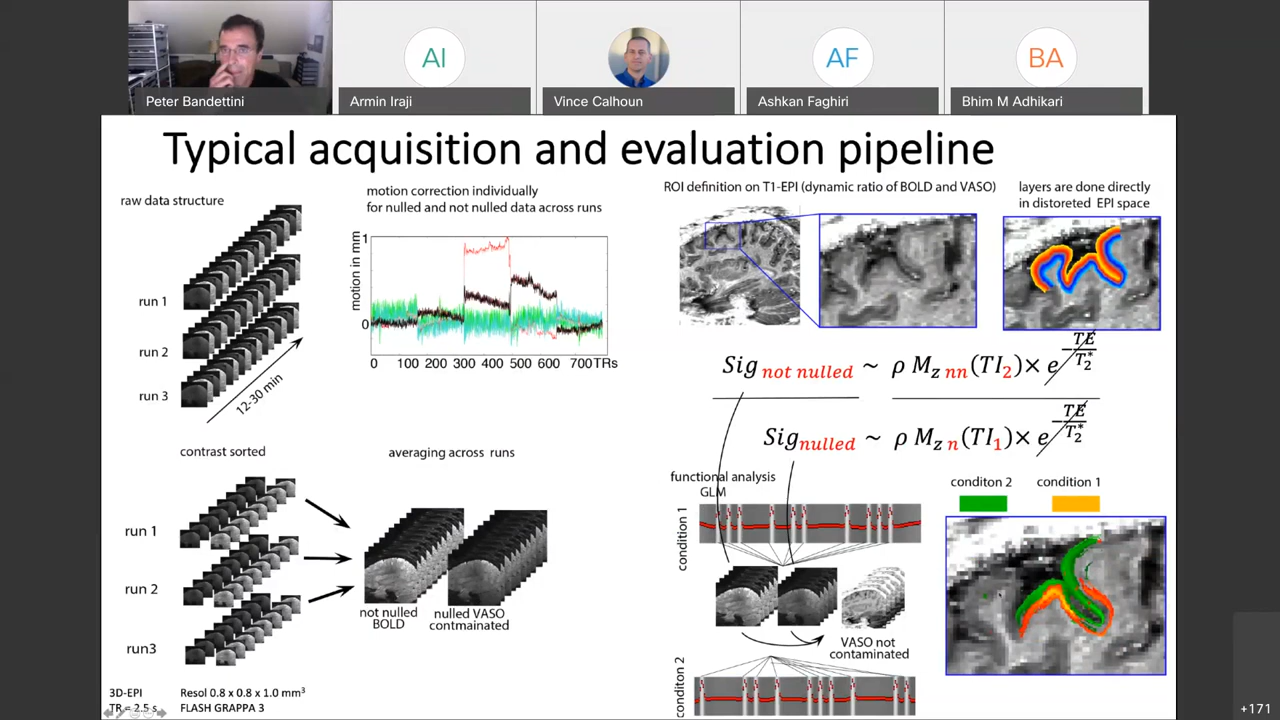 AI
AF
BA
Peter Bandettini
Armin Iraji
Vince Calhoun
Ashkan Faghiri
Bhim M Adhikari
Typical acquisition and evaluation pipeline
raw data structure
run 1
run 2
run 3
12-30 min
motion correction individually
for nulled and not nulled data across runs
motion in mm
1
0
0 100 200 300 400 500 600 700 TRs
ROI definition on T1-EPI (dynamic ratio of BOLD and VASO)
layers are done directly
in distoreted EPI space
Sig not nulled ~ ρ M z nn (TI2) × e −TE/T2*
Sig nulled ~ ρ M z n (TI1) × e −TE/T2*
contrast sorted
run 1
run 2
run3
averaging across runs
not nulled
BOLD
nulled VASO
contmainated
functional analysis
GLM
condition 1
VASO not
contaminated
conditon 2
conditon 2
condition 1
3D-EPI
TR = 2.5 s
Resol 0.8 x 0.8 x 1.0 mm³
FLASH GRAPPA 3
+171